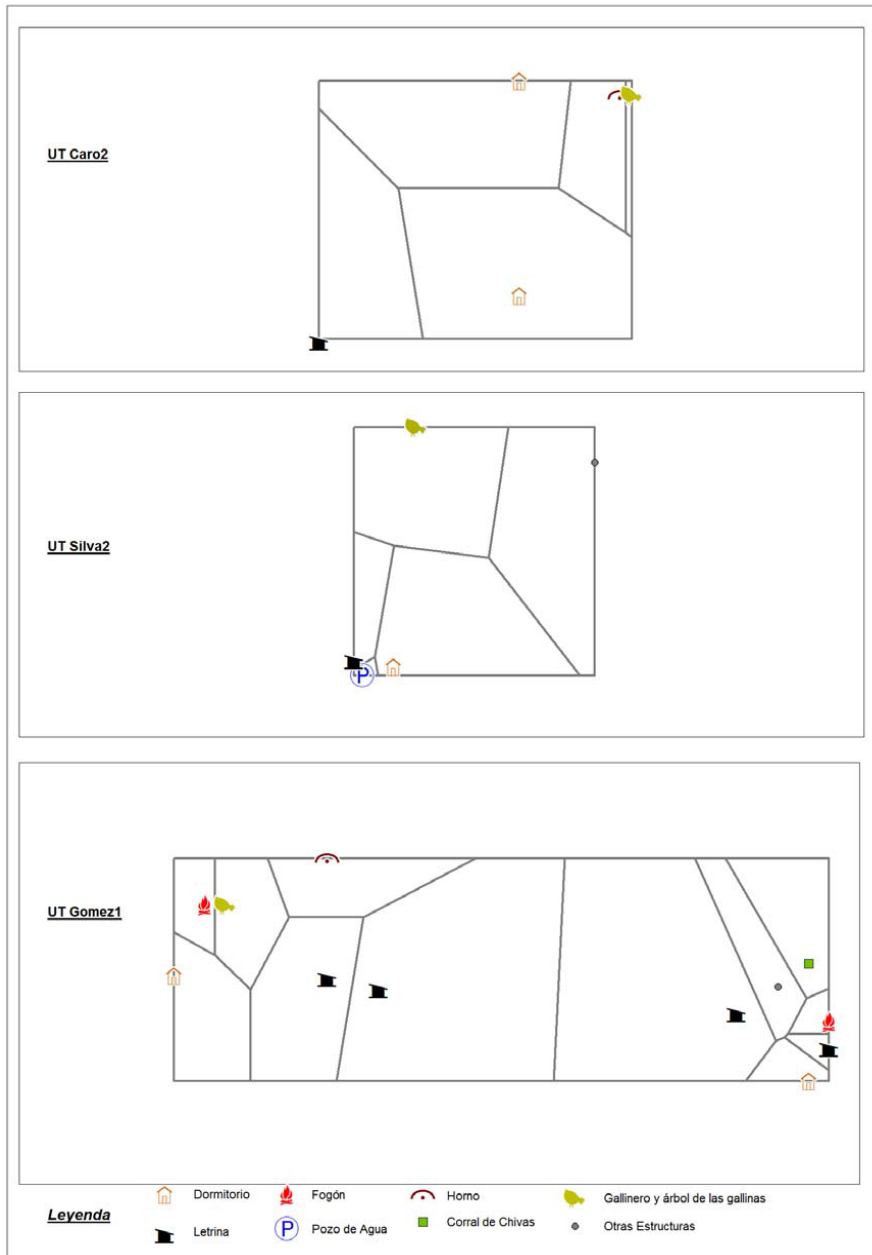 UT Caro2
UT Silva2
P
UT Gomez1
Leyenda
Dormitorio
Fogón
Horno
Gallinero y árbol de las gallinas
Letrina
P
Pozo de Agua
Corral de Chivas
Otras Estructuras